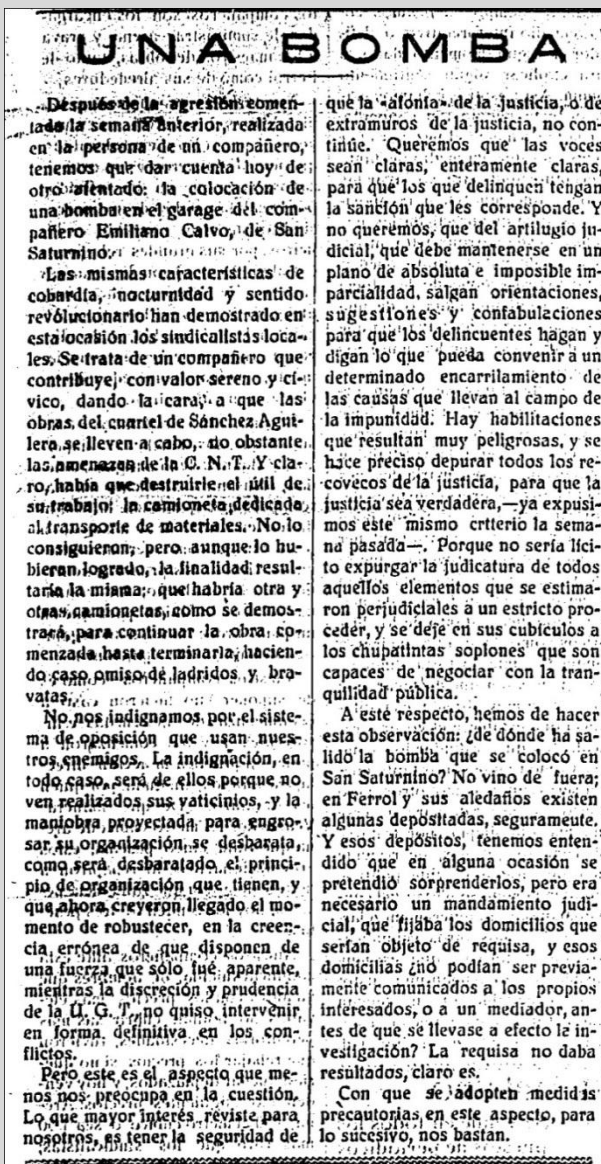 UNA BOMBA
Después de la agresión comen-
tada la semana anterior, realizada
en la persona de un compañero,
tenemos que dar cuenta hoy de
otro atentado: la colocación de
una bomba en el garage del com-
pañero Emiliano Calvo, de San
Saturnino.
Las mismas características de
cobardía, nocturnidad y sentido
revolucionario han demostrado en
esta ocasión los sindicalistas loca-
les. Se trata de un compañero que
contribuye, con valor sereno y cí-
vico, dando la cara, a que las
obras del cuartel de Sánchez Agui-
lera se lleven a cabo, no obstante
las amenazas de la C. N. T. Y cla-
ro, había que destruirle el útil de
su trabajo: la camioneta dedicada
al transporte de materiales. No lo
consiguieron; pero aunque lo hu-
bieran logrado, la finalidad resul-
taría la misma: que habría otra y
otras camionetas, como se demos-
trará, para continuar la obra co-
menzada hasta terminarla, hacien-
do caso omiso de ladridos y bra-
vatas.
No nos indignamos por el siste-
ma de oposición que usan nues-
tros enemigos. La indignación, en
todo caso, será de ellos porque no
ven realizados sus vaticinios, y la
maniobra proyectada para engro-
sar su organización se desbarata,
como será desbaratado el princi-
pio de organización que tienen, y
que ahora creyeron llegado el mo-
mento de robustecer, en la creen-
cia errónea de que disponen de
una fuerza que sólo fué aparente,
mientras la discreción y prudencia
de la U. G. T. no quiso intervenir
en forma definitiva en los con-
flictos.
Pero este es el aspecto que me-
nos nos preocupa en la cuestión.
Lo que mayor interés reviste para
nosotros, es tener la seguridad de
que la «afonía» de la justicia, o de
extramuros de la justicia, no con-
tinúe. Queremos que las voces
sean claras, enteramente claras,
para que los que delinquen tengan
la sanción que les corresponde. Y
no queremos, que del artilugio ju-
dicial, que debe mantenerse en un
plano de absoluta e imposible im-
parcialidad, salgan orientaciones,
sugestiones y confabulaciones
para que los delincuentes hagan y
digan lo que pueda convenir a un
determinado encarrilamiento de
las causas que llevan al campo de
la impunidad. Hay habilitaciones
que resultan muy peligrosas, y se
hace preciso depurar todos los re-
covecos de la justicia, para que la
justicia sea verdadera,—ya expusi-
mos este mismo crtterio la sema-
na pasada—. Porque no sería líci-
to expurgar la judicatura de todos
aquellos elementos que se estima-
ron perjudiciales a un estricto pro-
ceder, y se deje en sus cubículos a
los chupatintas soplones que son
capaces de negociar con la tran-
quilidad pública.
A este respecto, hemos de hacer
esta observación: ¿de dónde ha sa-
lido la bomba que se colocó en
San Saturnino? No vino de fuera;
en Ferrol y sus aledaños existen
algunas depositadas, seguramente.
Y esos depósitos, tenemos enten-
dido que en alguna ocasión se
pretendió sorprenderlos, pero era
necesario un mandamiento judi-
cial, que fijaba los domicilios que
serían objeto de réquisa, y esos
domicilias ¿no podían ser previa-
mente comunicados a los propios
interesados, o a un mediador, an-
tes de que se llevase a efecto la in-
vestigación? La requisa no daba
resultados, claro es.
Con que se adopten medidas
precautorias en este aspecto, para
lo sucesivo, nos bastan.